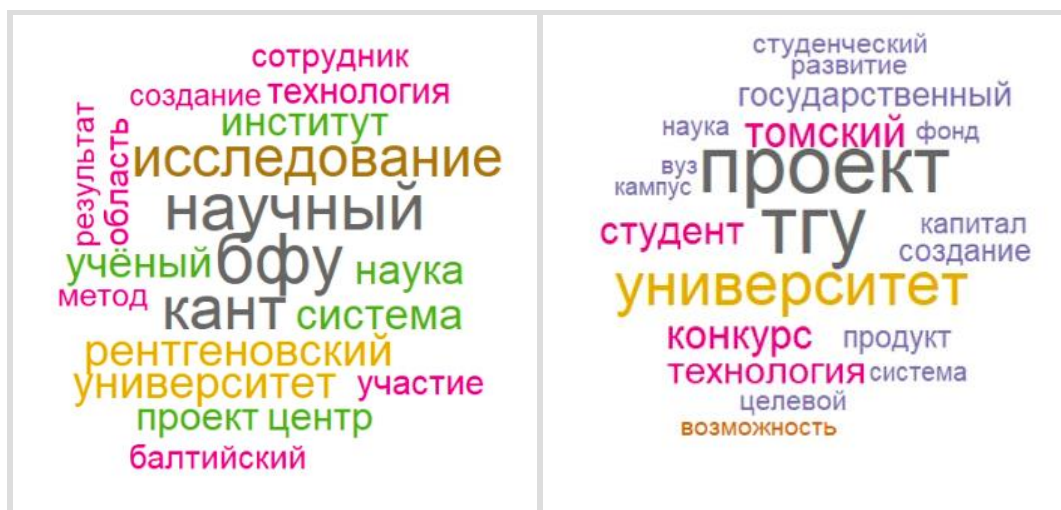 сотрудник
создание технология
институт
результат
область
исследование
научный
учёный бфу наука
метод
кант система
рентгеновский
университет участие
проект центр
балтийский
студенческий
развитие
государственный
наука томский фонд
вуз проект
кампус
студент тгу капитал
создание
университет
конкурс продукт
технология система
целевой
возможность